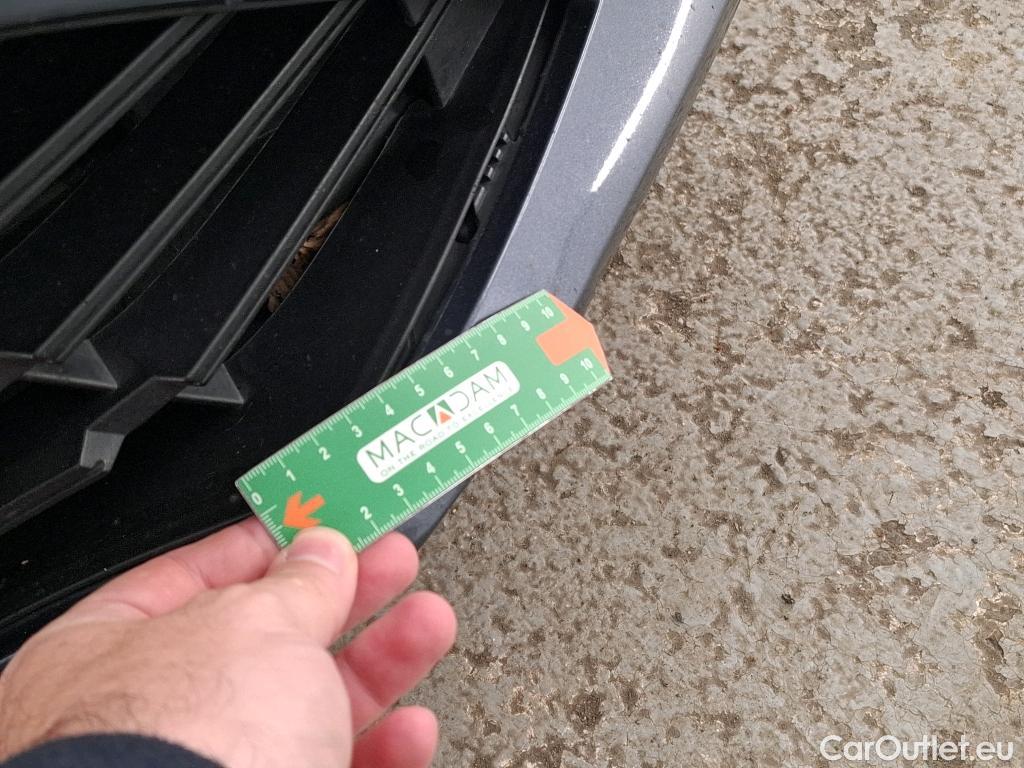 0 1 2 3 4 5 6 7 8 9 10
MACADAM
ON THE ROAD TO EXCELLENCE
2 3 4 5 6 7 8 9 10
CarOutlet.eu